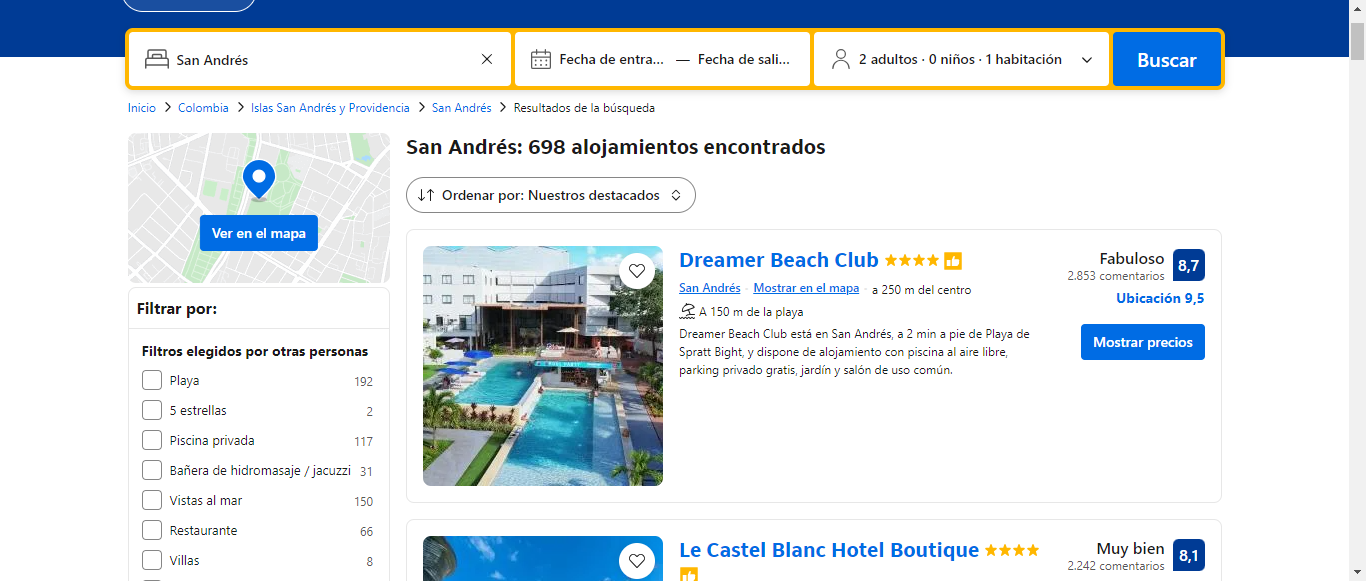 San Andrés
Fecha de entra... — Fecha de sali...
2 adultos · 0 niños · 1 habitación
Buscar
Inicio > Colombia > Islas San Andrés y Providencia > San Andrés > Resultados de la búsqueda
Ver en el mapa
Filtrar por:
Filtros elegidos por otras personas
Playa 192
5 estrellas 2
Piscina privada 117
Bañera de hidromasaje / jacuzzi 31
Vistas al mar 150
Restaurante 66
Villas 8
San Andrés: 698 alojamientos encontrados
Ordenar por: Nuestros destacados
Dreamer Beach Club
San Andrés · Mostrar en el mapa · a 250 m del centro
A 150 m de la playa
Dreamer Beach Club está en San Andrés, a 2 min a pie de Playa de
Spratt Bight, y dispone de alojamiento con piscina al aire libre,
parking privado gratis, jardín y salón de uso común.
Fabuloso 8,7
2.853 comentarios
Ubicación 9,5
Mostrar precios
Le Castel Blanc Hotel Boutique
Muy bien 8,1
2.242 comentarios